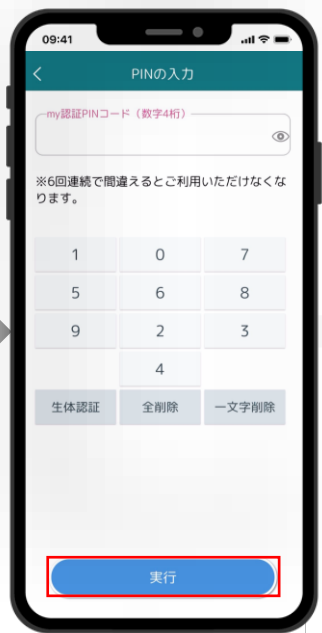 09:41
PINの入力
my認証PINコード（数字4桁）
※6回連続で間違えるとご利用いただけなくな
ります。
1 0 7
5 6 8
9 2 3
4
生体認証 全削除 一文字削除
実行